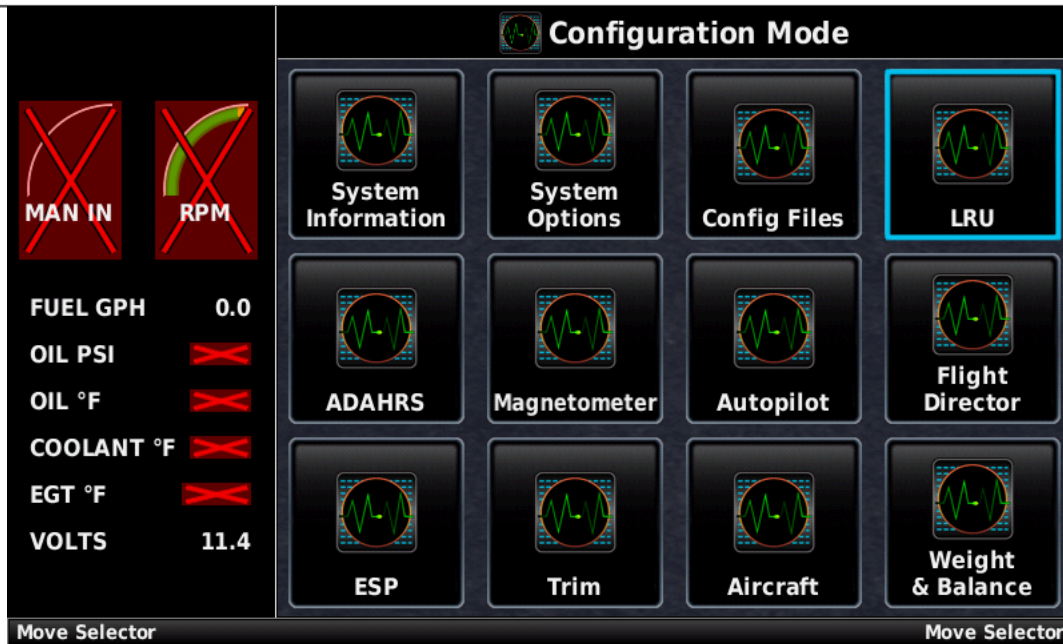 Configuration Mode
MAN IN
RPM
FUEL GPH 0.0
OIL PSI
OIL °F
COOLANT °F
EGT °F
VOLTS 11.4
System
Information
System
Options
Config Files
LRU
ADAHRS
Magnetometer
Autopilot
Flight
Director
ESP
Trim
Aircraft
Weight
& Balance
Move Selector
Move Selector